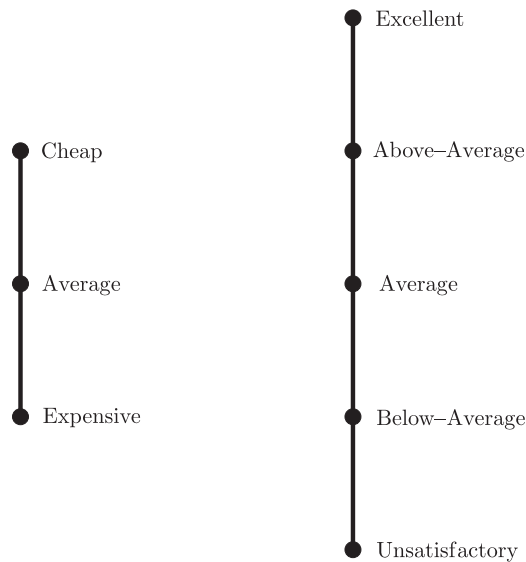 Cheap
Average
Expensive
Excellent
Above–Average
Average
Below–Average
Unsatisfactory